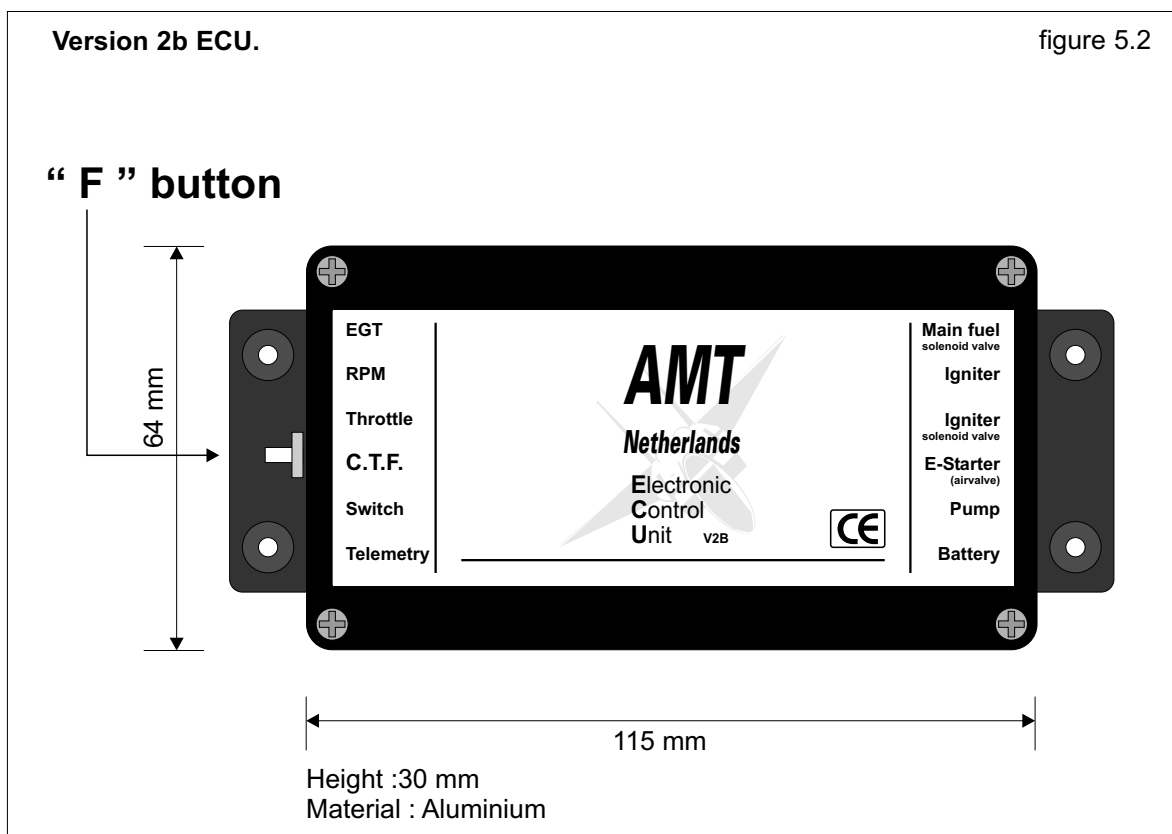 Version 2b ECU.
figure 5.2
“ F ” button
64 mm
EGT
RPM
Throttle
C.T.F.
Switch
Telemetry
AMT
Netherlands
Electronic
Control
Unit V2B
CE
Main fuel
solenoid valve
Igniter
Igniter
solenoid valve
E-Starter
(airvalve)
Pump
Battery
115 mm
Height :30 mm
Material : Aluminium